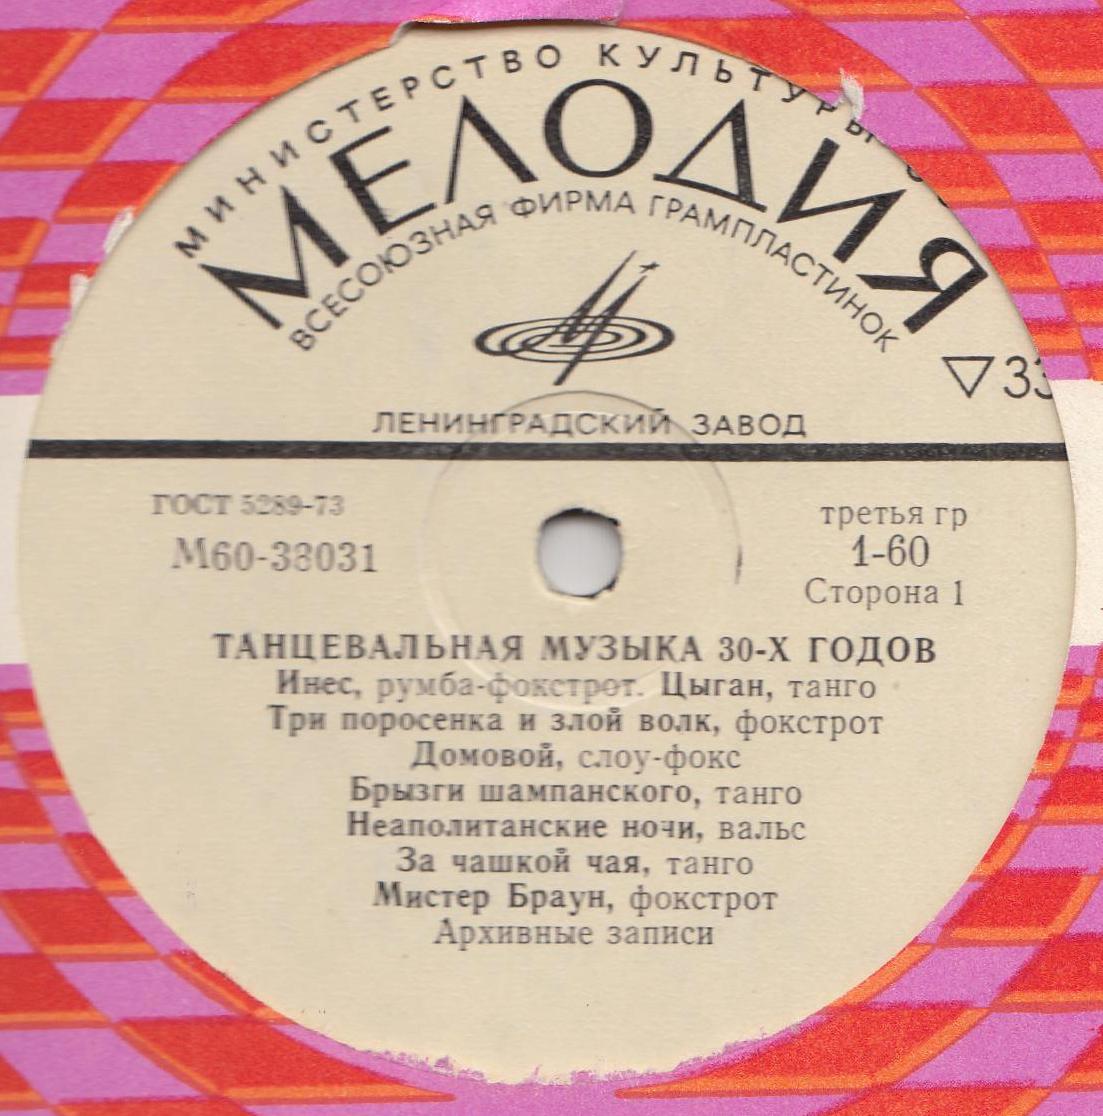 МИНИСТЕРСТВО КУЛЬТУРЫ
МЕЛОДИЯ
ВСЕСОЮЗНАЯ ФИРМА ГРАМПЛАСТИНОК
33
ЛЕНИНГРАДСКИЙ ЗАВОД
ГОСТ 5289-73
М60-38031
третья гр
1-60
Сторона 1
ТАНЦЕВАЛЬНАЯ МУЗЫКА 30-Х ГОДОВ
Инес, румба-фокстрот. Цыган, танго
Три поросенка и злой волк, фокстрот
Домовой, слоу-фокс
Брызги шампанского, танго
Неаполитанские ночи, вальс
За чашкой чая, танго
Мистер Браун, фокстрот
Архивные записи